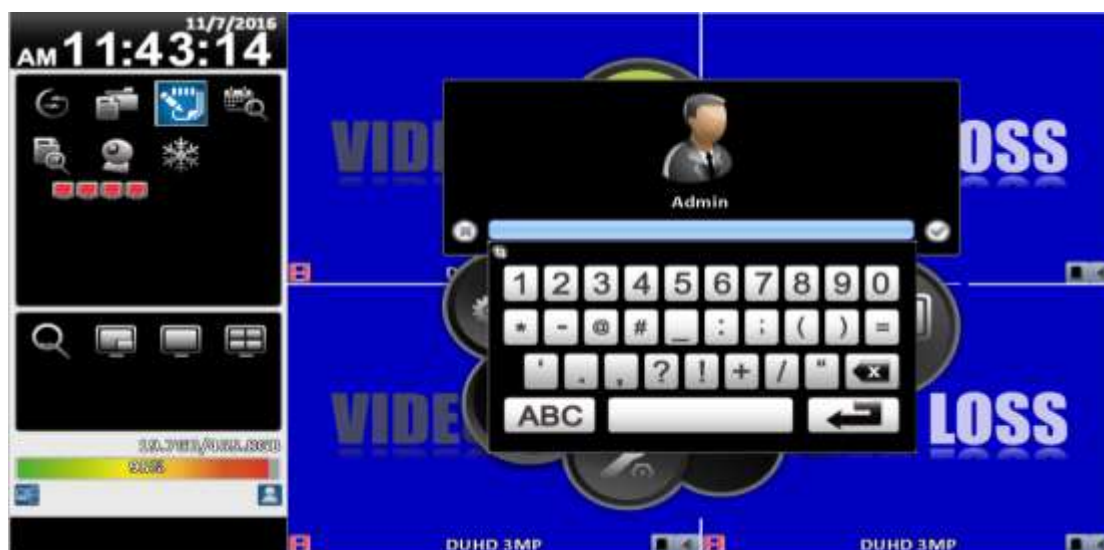 11/7/2016
AM 11:43:14
VID
OSS
Admin
1 2 3 4 5 6 7 8 9 0
* - @ # _ : ; ( ) =
' . , ? ! + / "
ABC
VIDE
LOSS
DUHD 3MP
DUHD 3MP